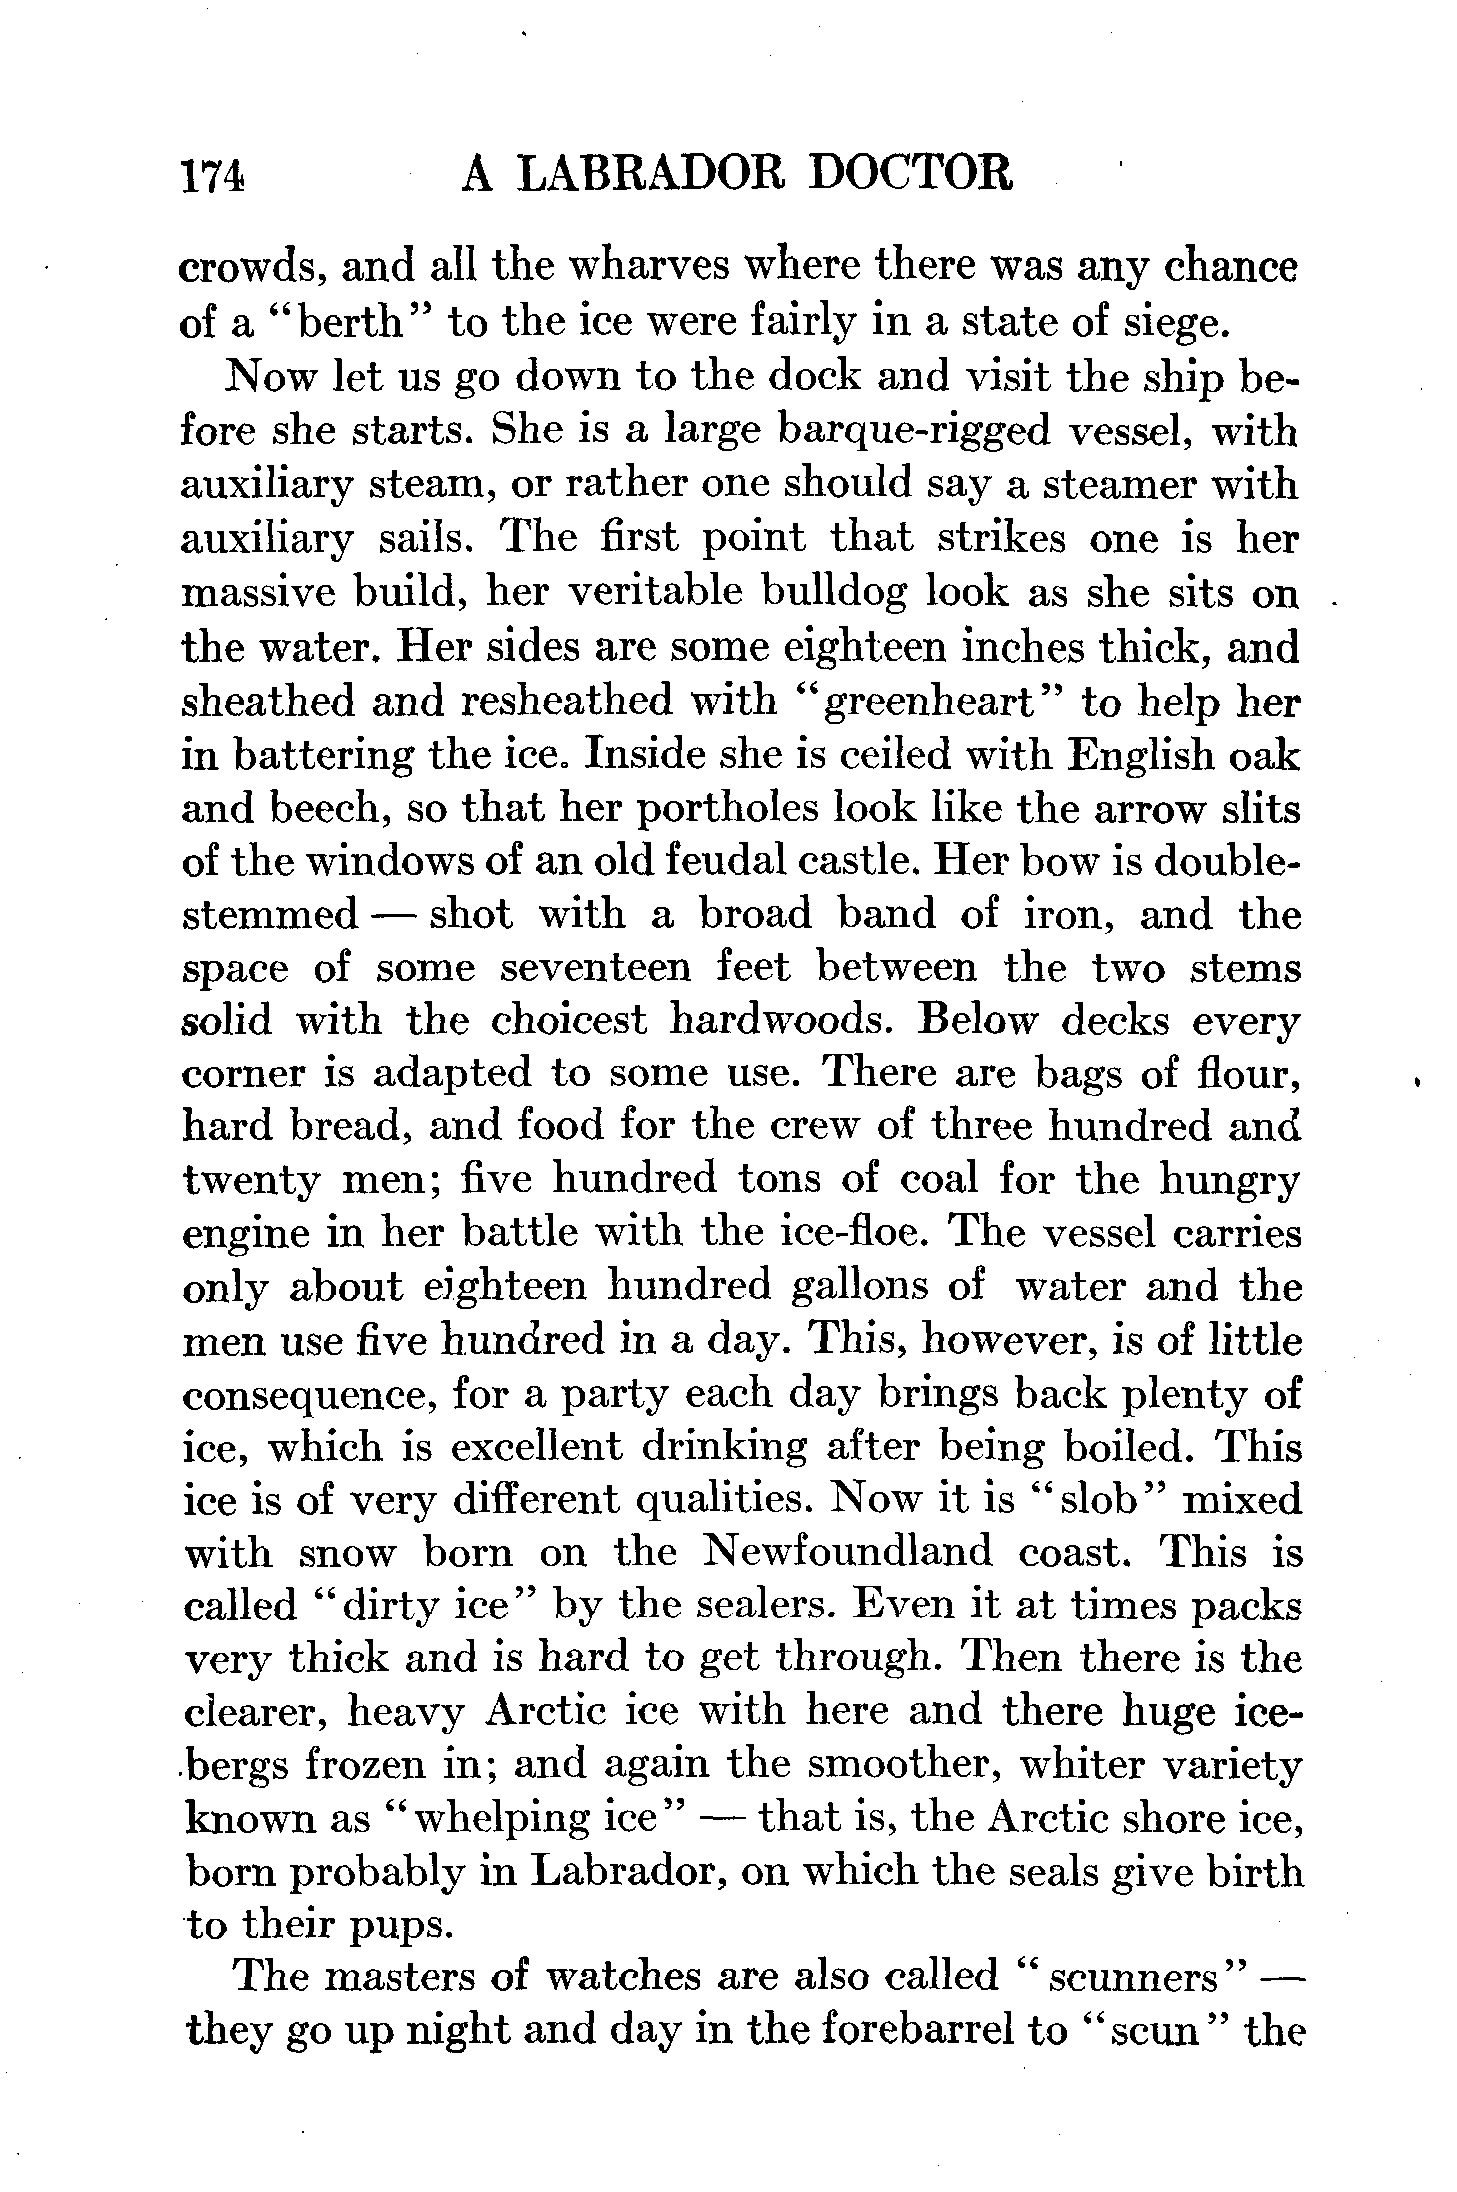 174 A LABRADOR DOCTOR
crowds, and all the wharves where there was any chance
of a “berth” to the ice were fairly in a state of siege.
Now let us go down to the dock and visit the ship be-
fore she starts. She is a large barque-rigged vessel, with
auxiliary steam, or rather one should say a steamer with
auxiliary sails. The first point that strikes one is her
massive build, her veritable bulldog look as she sits on
the water. Her sides are some eighteen inches thick, and
sheathed and resheathed with “greenheart” to help her
in battering the ice. Inside she is ceiled with English oak
and beech, so that her portholes look like the arrow slits
of the windows of an old feudal castle. Her bow is double-
stemmed — shot with a broad band of iron, and the
space of some seventeen feet between the two stems
solid with the choicest hardwoods. Below decks every
corner is adapted to some use. There are bags of flour,
hard bread, and food for the crew of three hundred and
twenty men; five hundred tons of coal for the hungry
engine in her battle with the ice-floe. The vessel carries
only about eighteen hundred gallons of water and the
men use five hundred in a day. This, however, is of little
consequence, for a party each day brings back plenty of
ice, which is excellent drinking after being boiled. This
ice is of very different qualities. Now it is “slob” mixed
with snow born on the Newfoundland coast. This is
called “dirty ice” by the sealers. Even it at times packs
very thick and is hard to get through. Then there is the
clearer, heavy Arctic ice with here and there huge ice-
bergs frozen in; and again the smoother, whiter variety
known as “whelping ice” — that is, the Arctic shore ice,
born probably in Labrador, on which the seals give birth
to their pups.
The masters of watches are also called “scunners” —
they go up night and day in the forebarrel to “scun” the